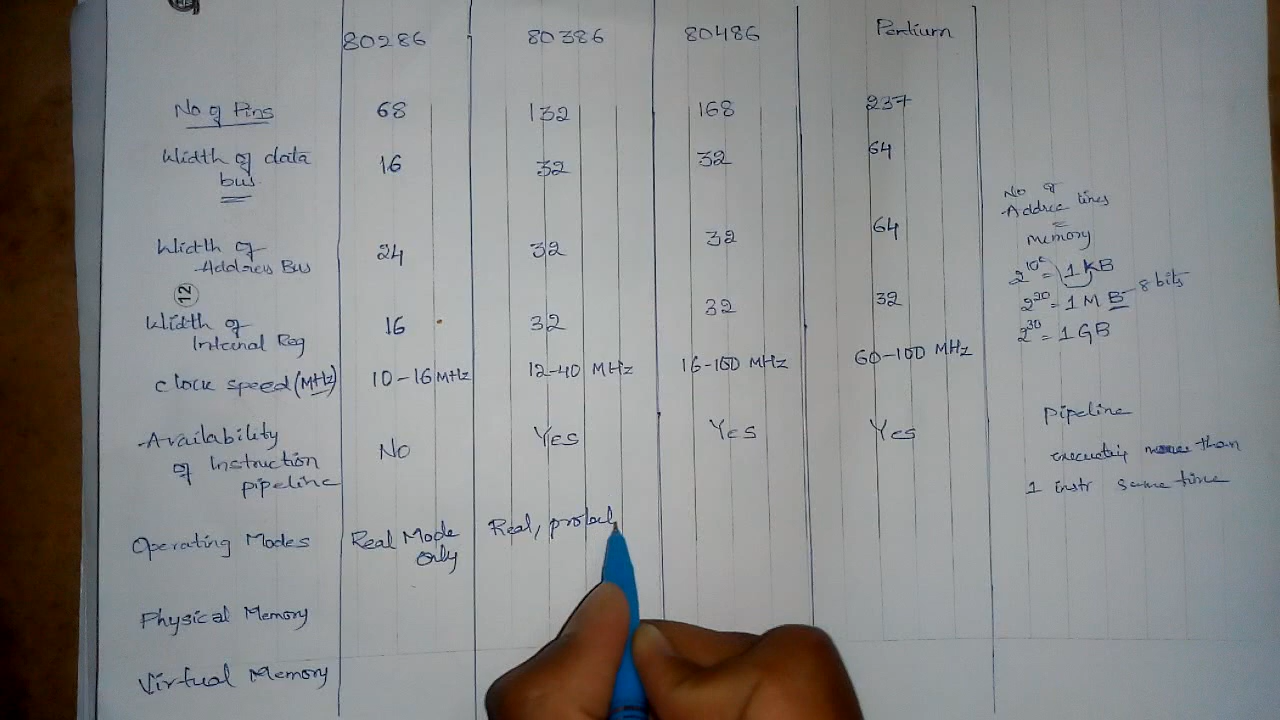 80286 80386 80486 Pentium
No of Pins 68 132 168 237
Width of data 16 32 32 64
bus
Width of 24 32 32 64
Address Bus
12
Width of 16 32 32 32
Internal Reg
Clock speed (MHz) 10-16 MHz 12-40 MHz 16-100 MHz 60-100 MHz
Availability No Yes Yes Yes
of Instruction
pipeline
Operating Modes Real Mode Real, protect
only
Physical Memory
Virtual Memory
No of
Addres lines
=
memory
2^10 = 1 KB
2^20 = 1 M B - 8 bits
2^30 = 1 GB
Pipeline
more than
1 instr same time